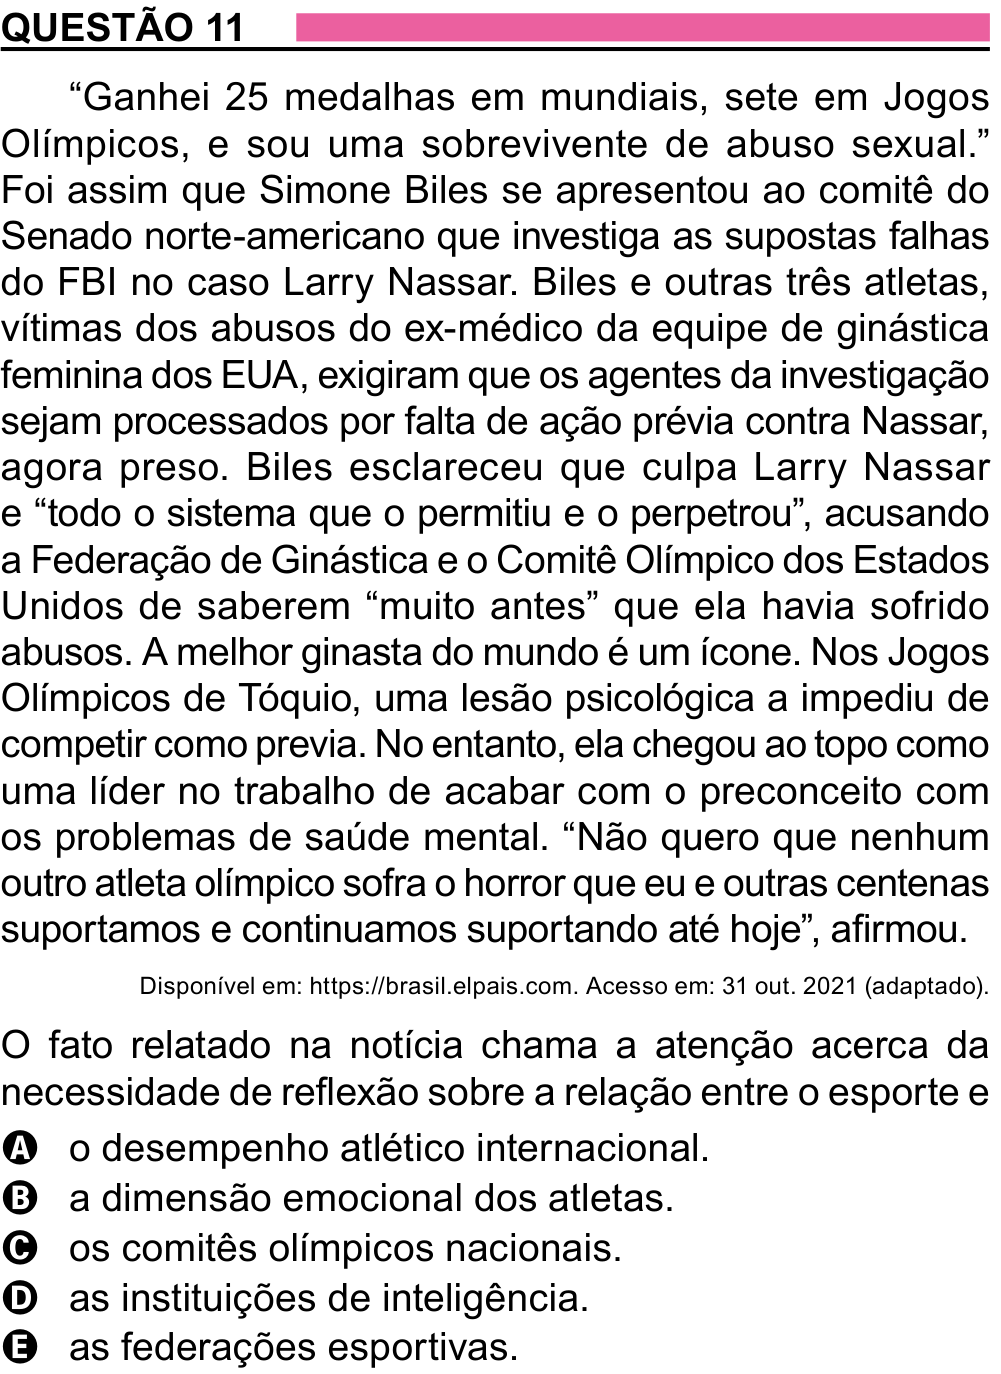 QUESTÃO 11
“Ganhei 25 medalhas em mundiais, sete em Jogos
Olímpicos, e sou uma sobrevivente de abuso sexual.”
Foi assim que Simone Biles se apresentou ao comitê do
Senado norte-americano que investiga as supostas falhas
do FBI no caso Larry Nassar. Biles e outras três atletas,
vítimas dos abusos do ex-médico da equipe de ginástica
feminina dos EUA, exigiram que os agentes da investigação
sejam processados por falta de ação prévia contra Nassar,
agora preso. Biles esclareceu que culpa Larry Nassar
e “todo o sistema que o permitiu e o perpetrou”, acusando
a Federação de Ginástica e o Comitê Olímpico dos Estados
Unidos de saberem “muito antes” que ela havia sofrido
abusos. A melhor ginasta do mundo é um ícone. Nos Jogos
Olímpicos de Tóquio, uma lesão psicológica a impediu de
competir como previa. No entanto, ela chegou ao topo como
uma líder no trabalho de acabar com o preconceito com
os problemas de saúde mental. “Não quero que nenhum
outro atleta olímpico sofra o horror que eu e outras centenas
suportamos e continuamos suportando até hoje”, afirmou.
Disponível em: https://brasil.elpais.com. Acesso em: 31 out. 2021 (adaptado).
O fato relatado na notícia chama a atenção acerca da
necessidade de reflexão sobre a relação entre o esporte e
A o desempenho atlético internacional.
B a dimensão emocional dos atletas.
C os comitês olímpicos nacionais.
D as instituições de inteligência.
E as federações esportivas.